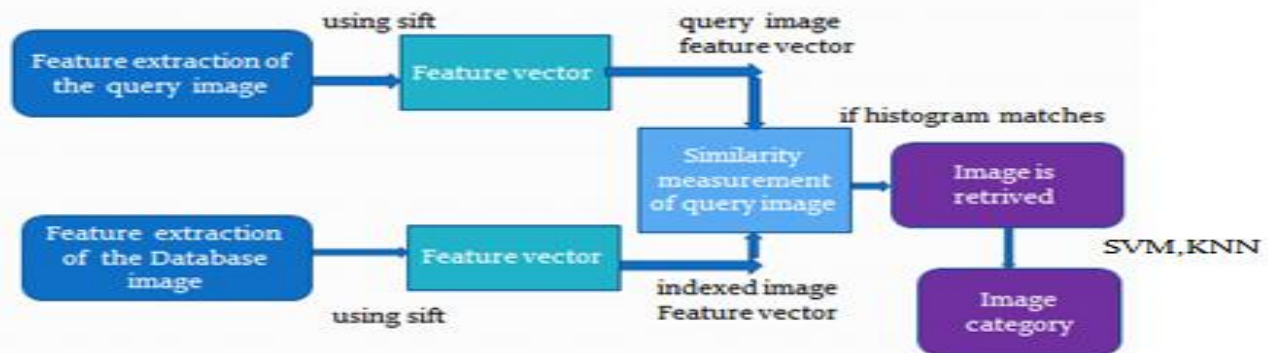 using sift
Feature extraction of
the query image
Feature vector
query image
feature vector
if histogram matches
Similarity
measurement
of query image
Image is
retrived
Feature extraction
of the Database
image
using sift
Feature vector
indexed image
Feature vector
SVM,KNN
Image
category